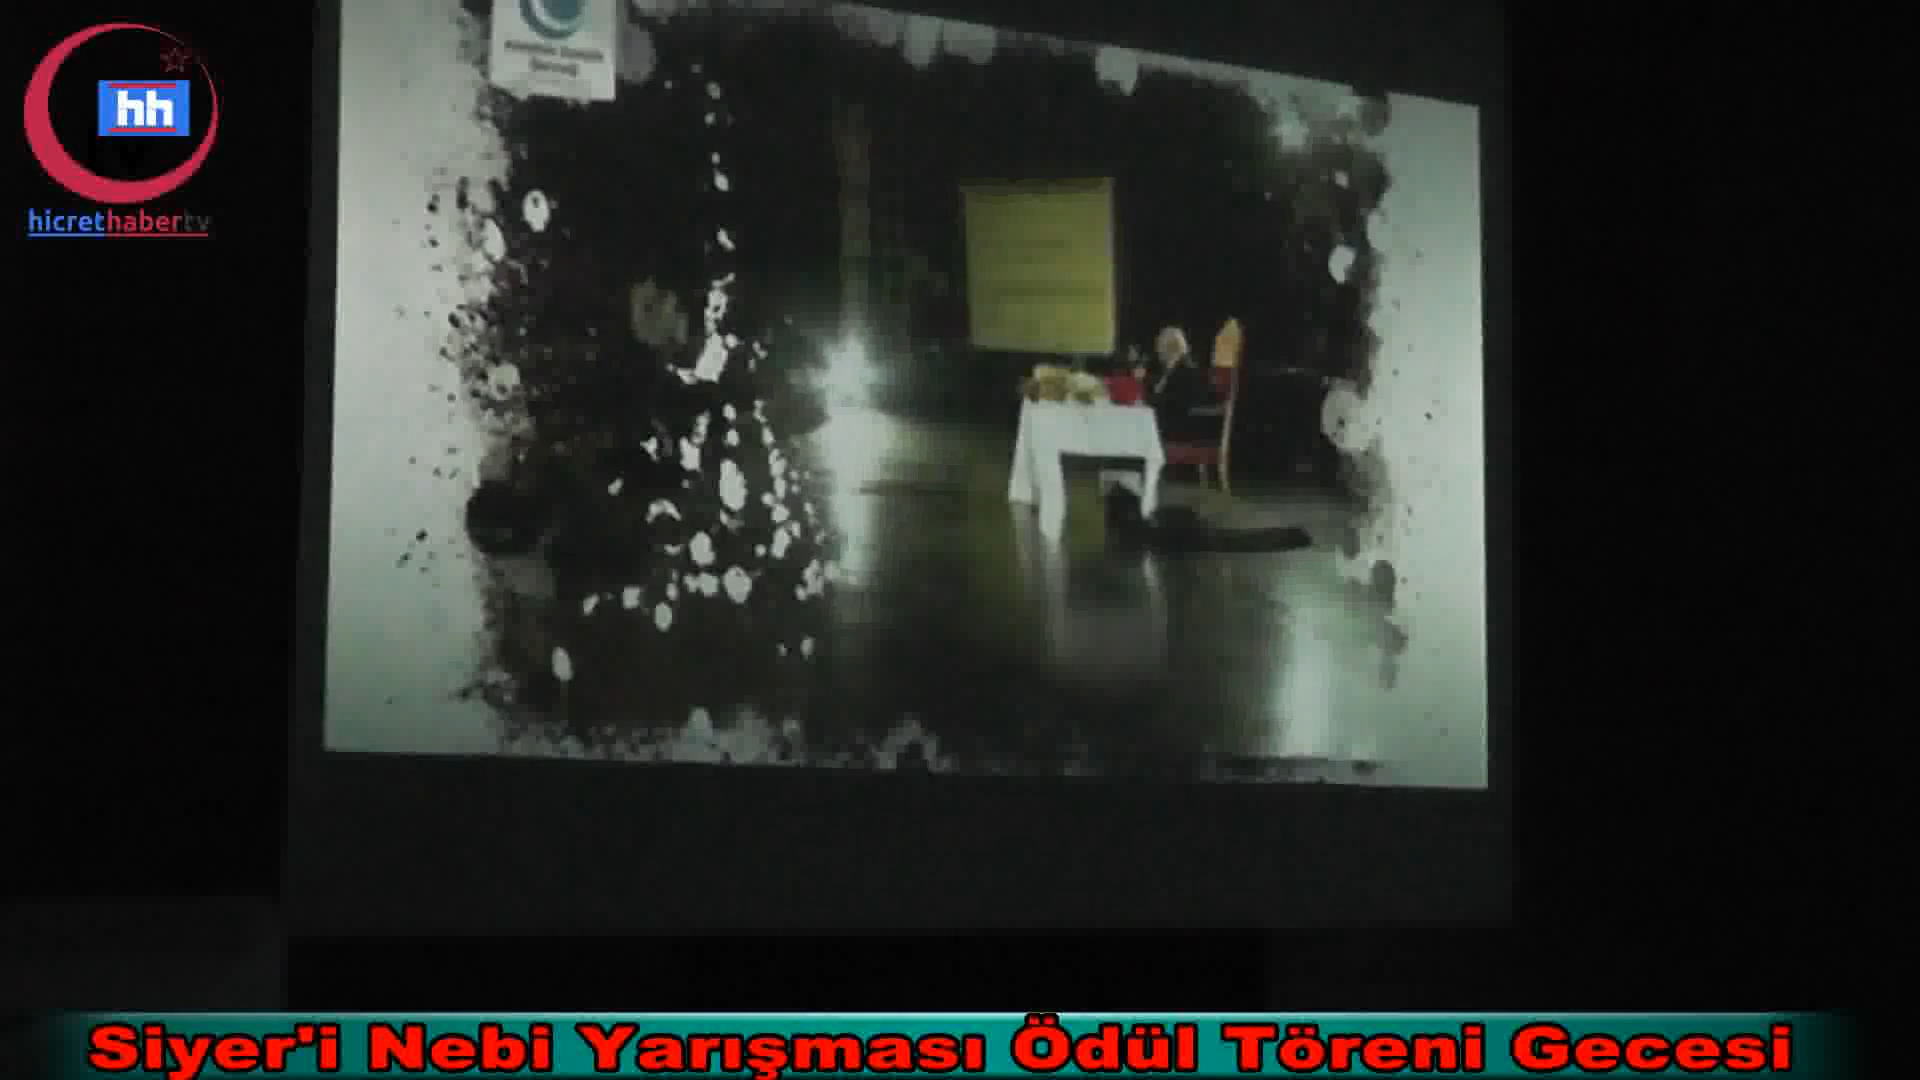 hh
hicrethabertv
Siyer'i Nebi Yarışması Ödül Töreni Gecesi